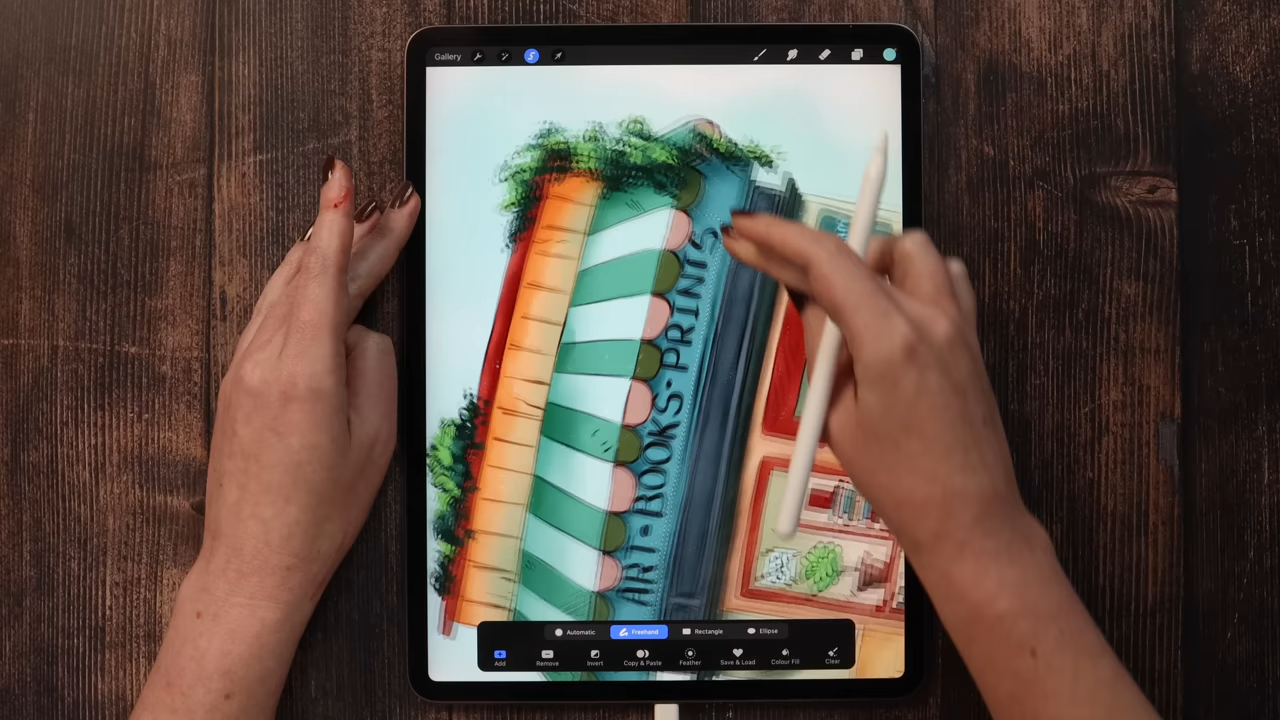 Gallery
ART·BOOKS·PRINTS
Automatic Freehand Rectangle Ellipse
Add Remove Invert Copy & Paste Feather Save & Load Colour Fill Clear